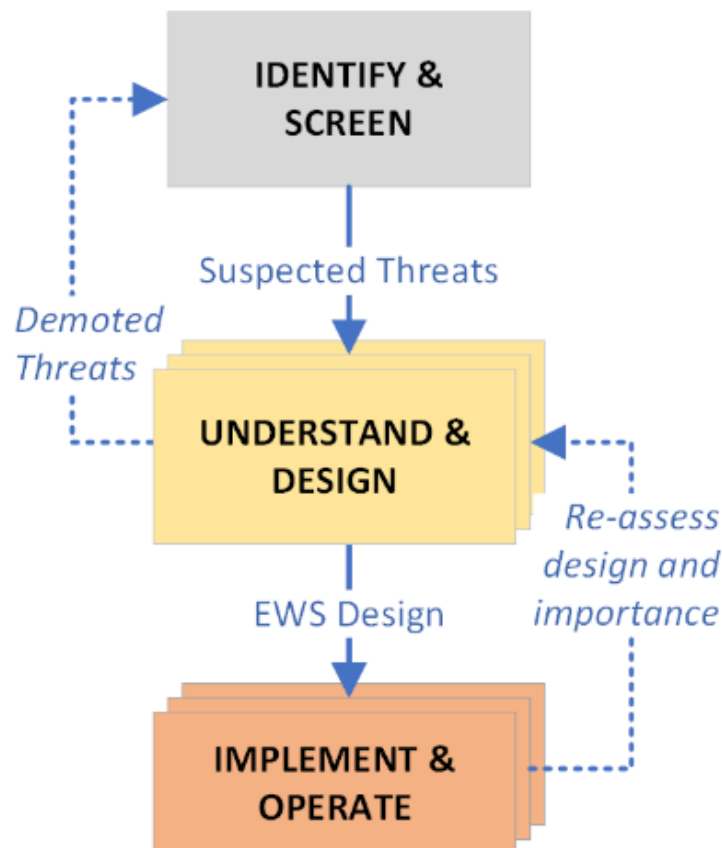 IDENTIFY &
SCREEN
Suspected Threats
Demoted
Threats
UNDERSTAND &
DESIGN
Re-assess
design and
importance
EWS Design
IMPLEMENT &
OPERATE